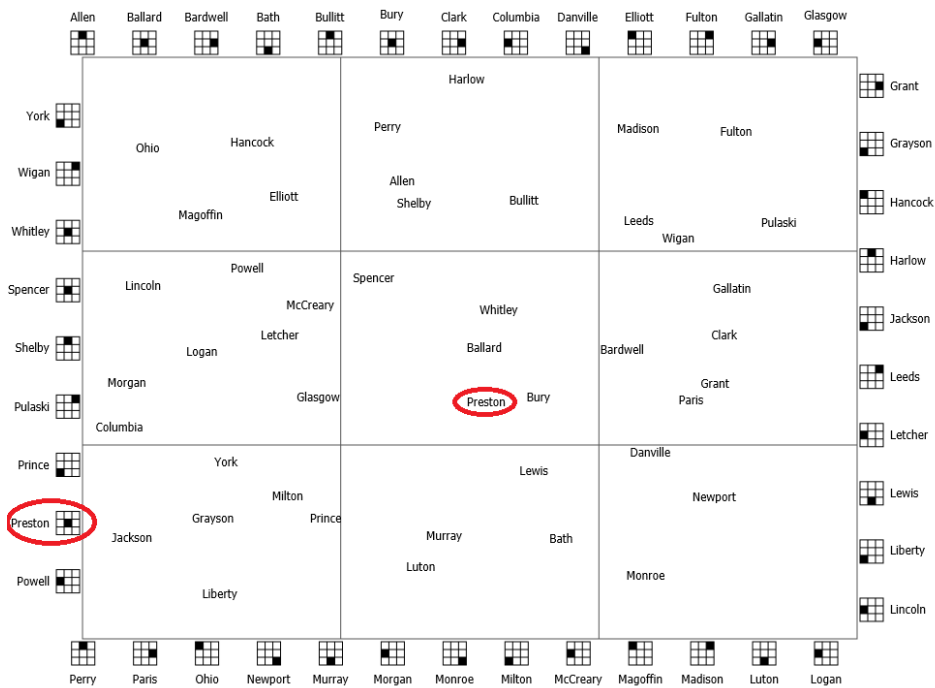 Allen Ballard Bardwell Bath Bullitt Bury Clark Columbia Danville Elliott Fulton Gallatin Glasgow
Harlow
Grant
York
Perry
Madison
Fulton
Ohio
Hancock
Grayson
Wigan
Allen
Elliott
Shelby
Bullitt
Hancock
Magoffin
Leeds
Pulaski
Whitley
Wigan
Harlow
Powell
Spencer
Spencer
Lincoln
Gallatin
McCreary
Whitley
Jackson
Letcher
Clark
Shelby
Logan
Ballard
Bardwell
Leeds
Morgan
Grant
Pulaski
Glasgow
Preston
Bury
Paris
Columbia
Letcher
Danville
Prince
York
Lewis
Lewis
Milton
Newport
Preston
Grayson
Prince
Jackson
Murray
Bath
Liberty
Luton
Monroe
Powell
Liberty
Lincoln
Perry Paris Ohio Newport Murray Morgan Monroe Milton McCreary Magoffin Madison Luton Logan